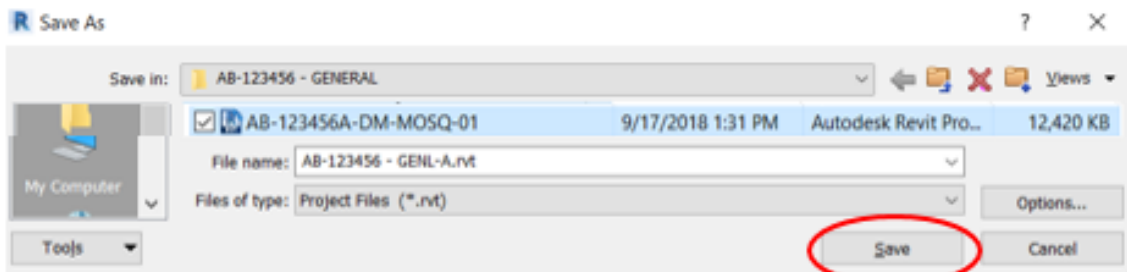 R Save As ? ×
Save in: AB-123456 - GENERAL Views
AB-123456A-DM-MOSQ-01 9/17/2018 1:31 PM Autodesk Revit Pro... 12,420 KB
File name: AB-123456 - GENL-A.rvt
My Computer
Files of type: Project Files (*.rvt) Options...
Tools Save Cancel